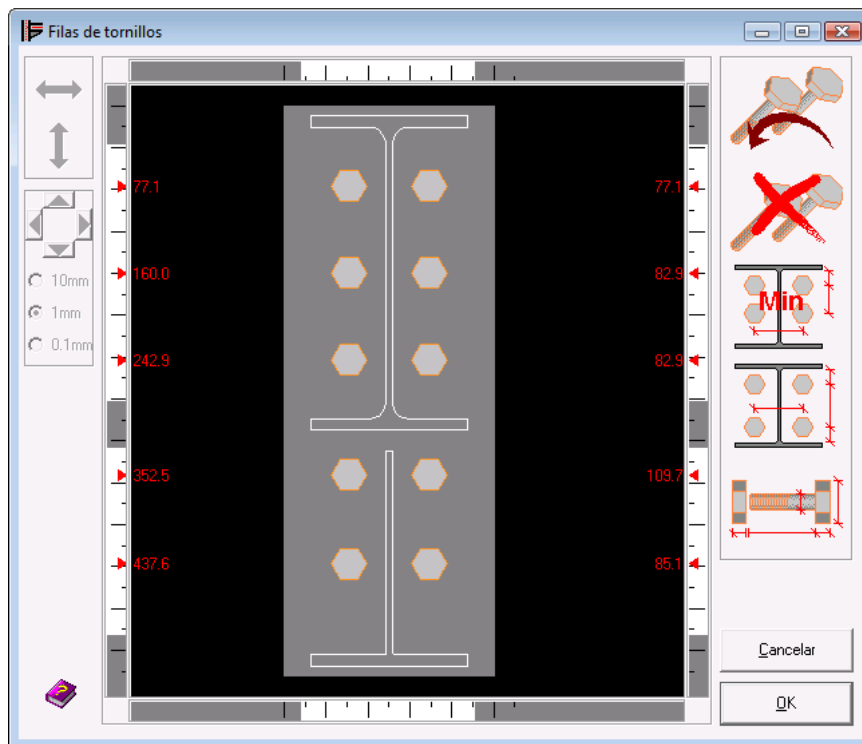 Filas de tornillos
77.1
77.1
160.0
82.9
Min
10mm
1mm
0.1mm
242.9
82.9
352.5
109.7
437.6
85.1
Cancelar
OK